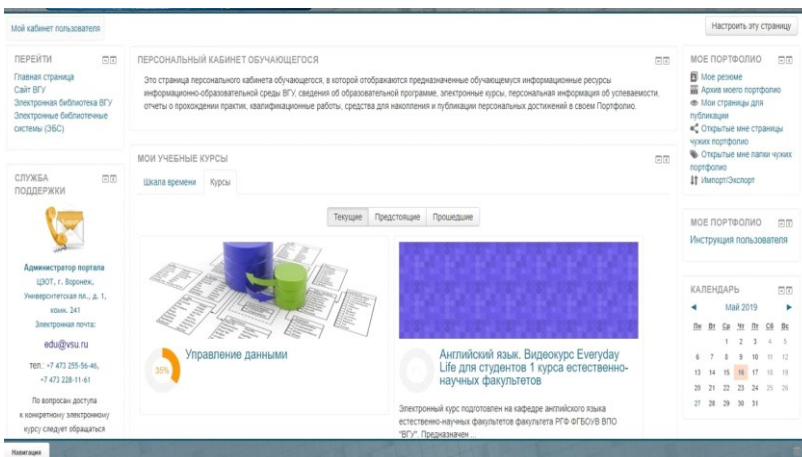 Мой кабинет пользователя
Настроить эту страницу
ПЕРЕЙТИ
Главная страница
Сайт ВГУ
Электронная библиотека ВГУ
Электронные библиотечные
системы (ЭБС)
СЛУЖБА
ПОДДЕРЖКИ
Администратор портала
ЦЭОТ, г. Воронеж,
Университетская пл., д. 1,
комн. 241
Электронная почта:
edu@vsu.ru
тел.: +7 473 255-56-46,
+7 473 228-11-61
По вопросам доступа
к конкретному электронному
курсу следует обращаться
ПЕРСОНАЛЬНЫЙ КАБИНЕТ ОБУЧАЮЩЕГОСЯ
Это страница персонального кабинета обучающегося, в которой отображаются предназначенные обучающемуся информационные ресурсы
информационно-образовательной среды ВГУ, сведения об образовательной программе, электронные курсы, персональная информация об успеваемости,
отчеты о прохождении практик, квалификационные работы, средства для накопления и публикации персональных достижений в своем Портфолио.
МОИ УЧЕБНЫЕ КУРСЫ
Шкала времени Курсы
Текущие Предстоящие Прошедшие
35%
Управление данными
Английский язык. Видеокурс Everyday
Life для студентов 1 курса естественно-
научных факультетов
Электронный курс подготовлен на кафедре английского языка
естественно-научных факультетов факультета РГФ ФГБОУВ ВПО
"ВГУ". Предназначен ...
МОЕ ПОРТФОЛИО
Мое резюме
Архив моего портфолио
Мои страницы для
публикации
Открытые мне страницы
чужих портфолио
Открытые мне папки чужих
портфолио
Импорт/Экспорт
МОЕ ПОРТФОЛИО
Инструкция пользователя
КАЛЕНДАРЬ
◄ Май 2019 ►
Пн Вт Ср Чт Пт Сб Вс
1 2 3 4 5
6 7 8 9 10 11 12
13 14 15 16 17 18 19
20 21 22 23 24 25 26
27 28 29 30 31
Навигация